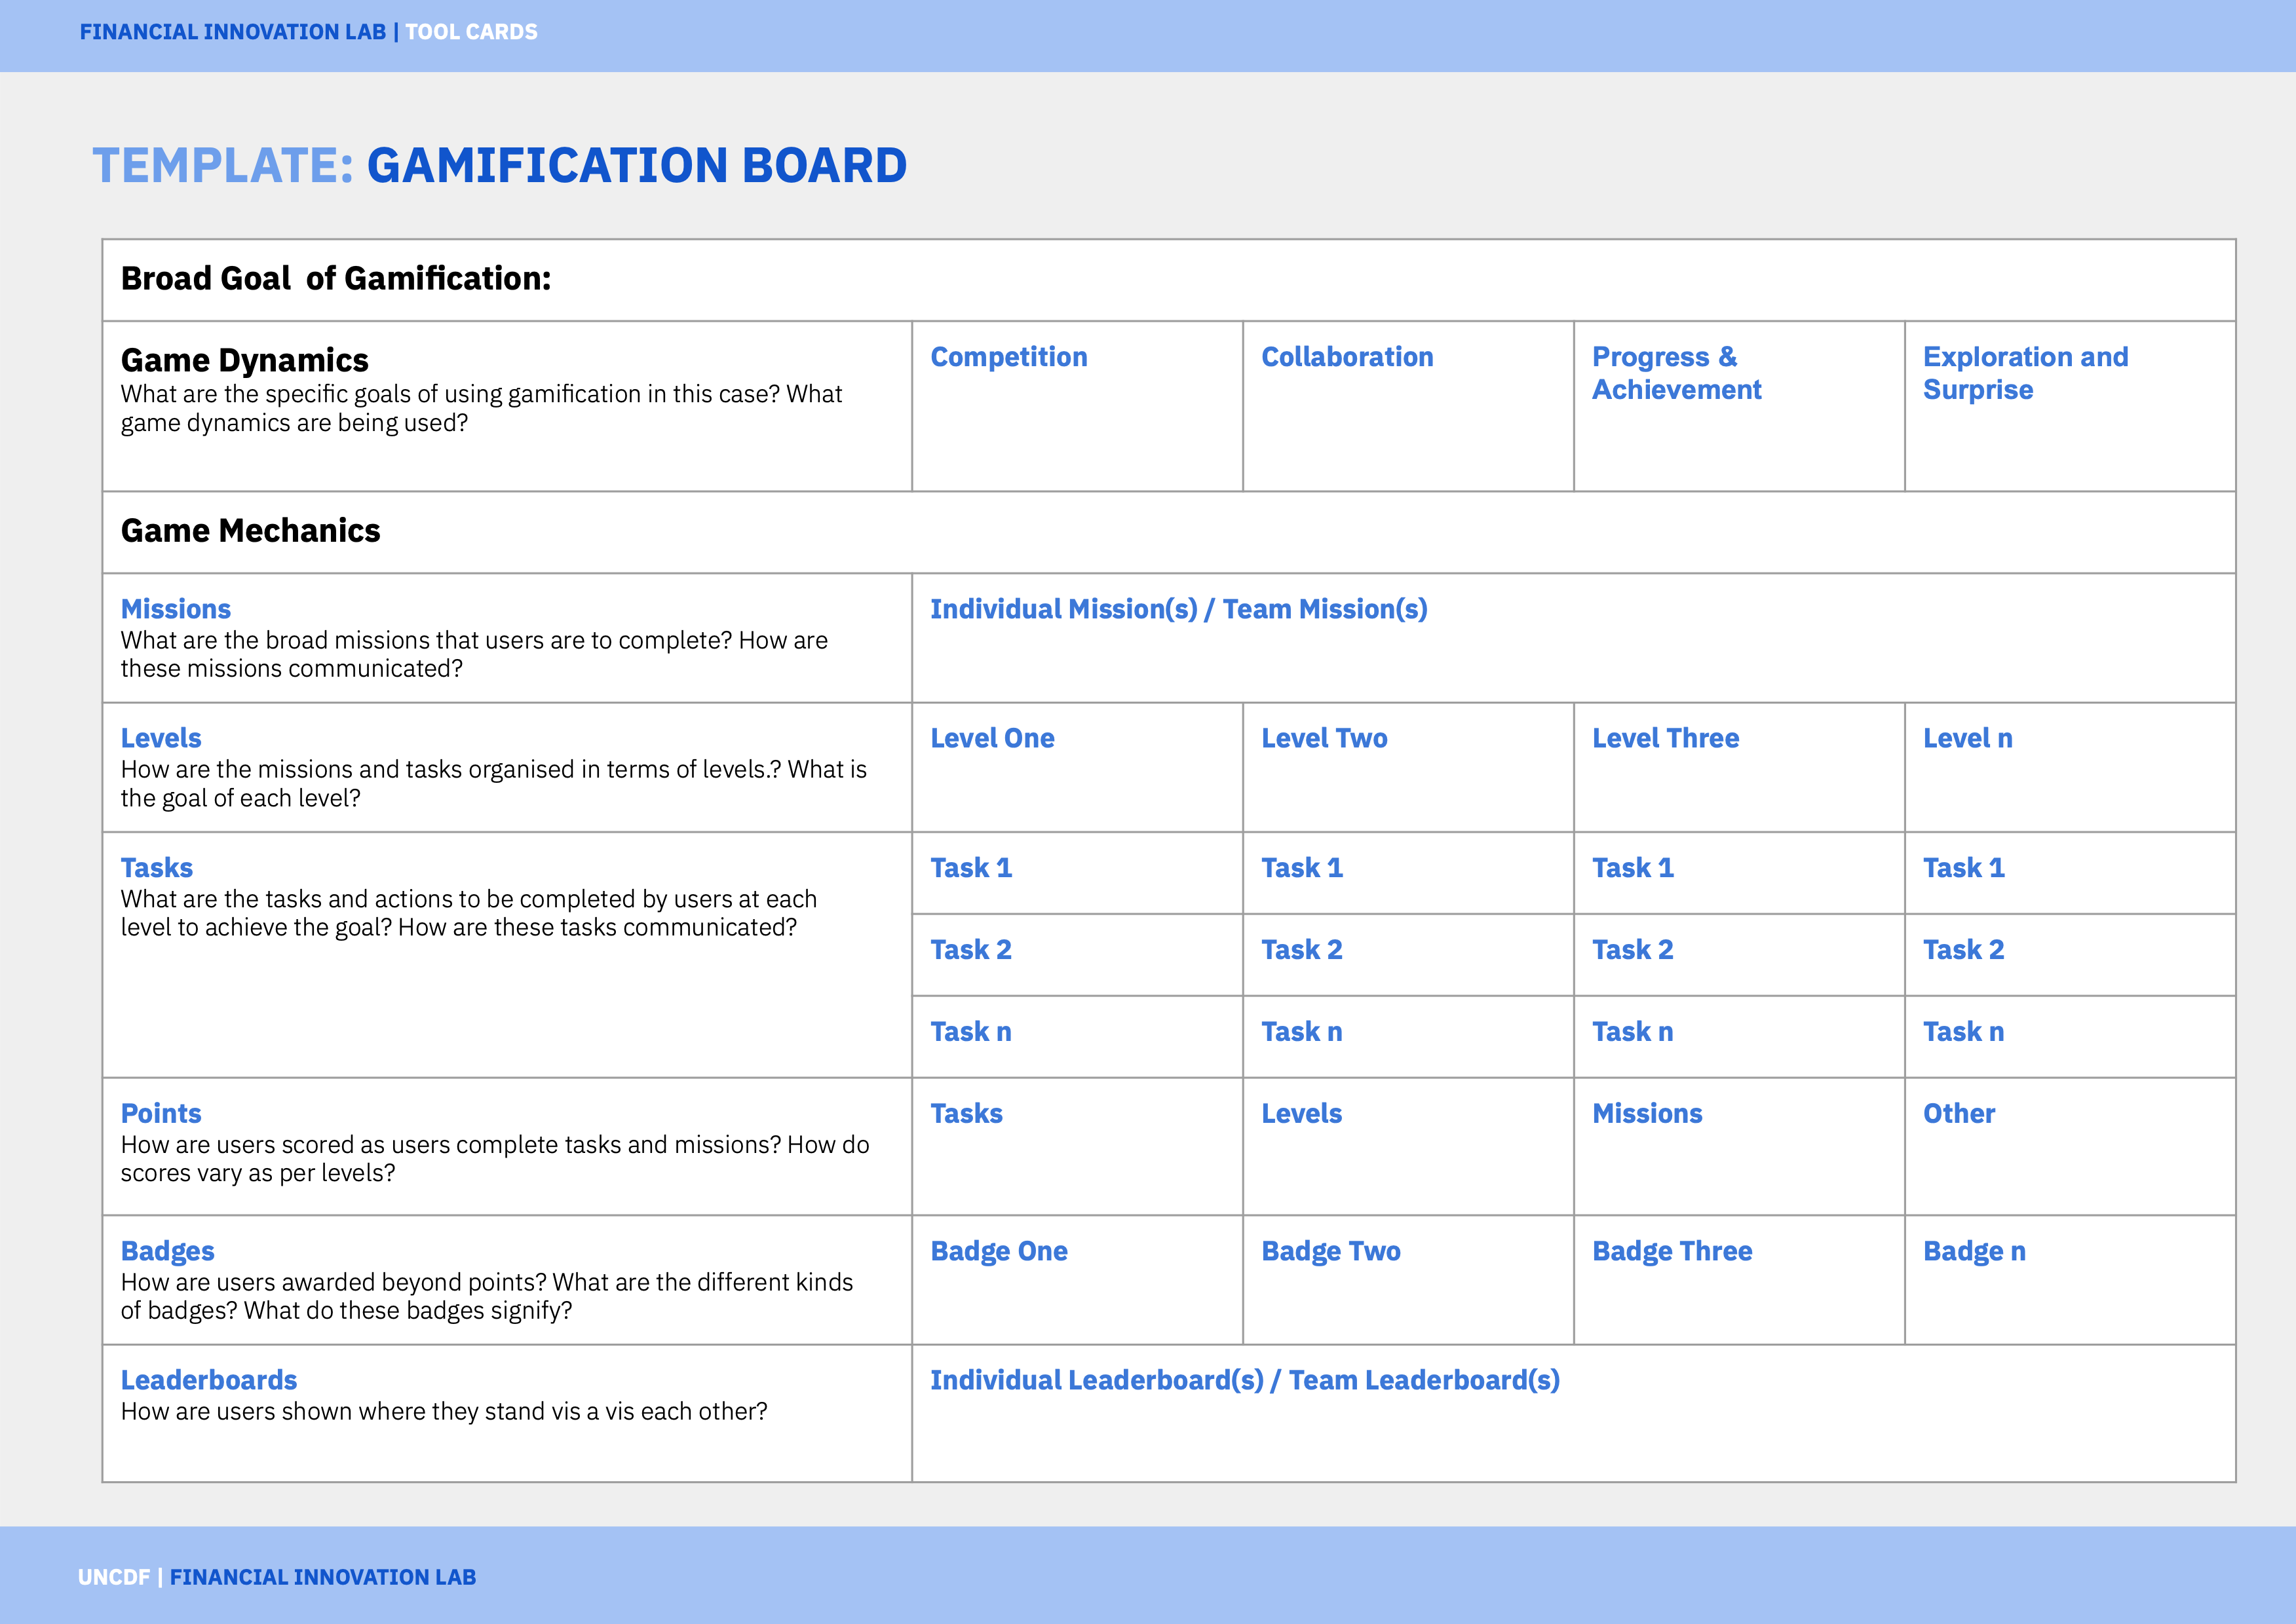 FINANCIAL INNOVATION LAB | TOOL CARDS
TEMPLATE: GAMIFICATION BOARD
Broad Goal  of Gamification:
Game Dynamics
What are the specific goals of using gamification in this case? What
game dynamics are being used?
Competition
Collaboration
Progress &
Achievement
Exploration and
Surprise
Game Mechanics
Missions
What are the broad missions that users are to complete? How are
these missions communicated?
Individual Mission(s) / Team Mission(s)
Levels
How are the missions and tasks organised in terms of levels.? What is
the goal of each level?
Level One
Level Two
Level Three
Level n
Tasks
What are the tasks and actions to be completed by users at each
level to achieve the goal? How are these tasks communicated?
Task 1
Task 1
Task 1
Task 1
Task 2
Task 2
Task 2
Task 2
Task n
Task n
Task n
Task n
Points
How are users scored as users complete tasks and missions? How do
scores vary as per levels?
Tasks
Levels
Missions
Other
Badges
How are users awarded beyond points? What are the different kinds
of badges? What do these badges signify?
Badge One
Badge Two
Badge Three
Badge n
Leaderboards
How are users shown where they stand vis a vis each other?
Individual Leaderboard(s) / Team Leaderboard(s)
UNCDF | FINANCIAL INNOVATION LAB